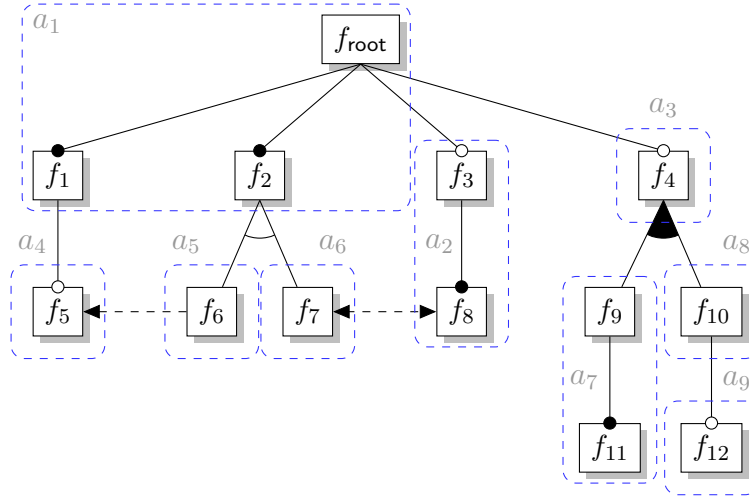 a₁
f_root
a₃
f₁ f₂ f₃ f₄
a₄ a₅ a₆ a₂ a₈
f₅ f₆ f₇ f₈ f₉ f₁₀
a₇ a₉
f₁₁ f₁₂